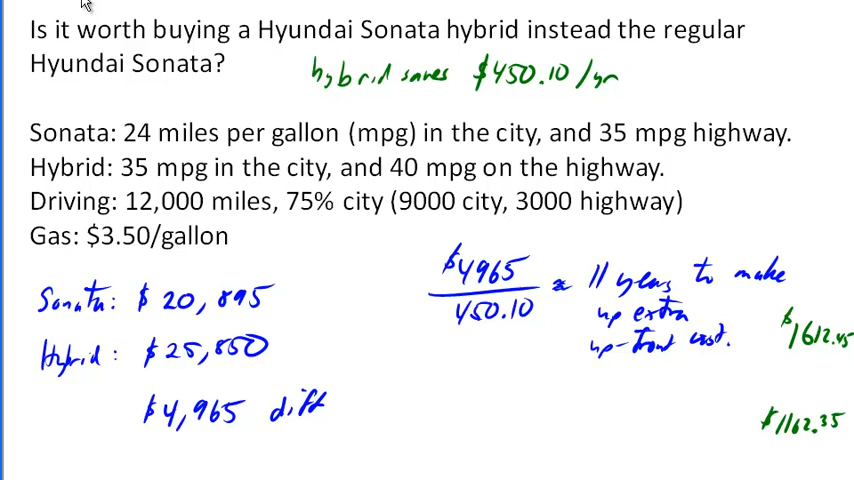 Is it worth buying a Hyundai Sonata hybrid instead the regular
Hyundai Sonata?
hybrid saves $450.10/yr
Sonata: 24 miles per gallon (mpg) in the city, and 35 mpg highway.
Hybrid: 35 mpg in the city, and 40 mpg on the highway.
Driving: 12,000 miles, 75% city (9000 city, 3000 highway)
Gas: $3.50/gallon
Sonata: $20,895
Hybrid: $25,850
$4,965 diff
$4965
450.10
≈ 11 years to make
up extra
up-front cost.
$1612.45
$1162.35